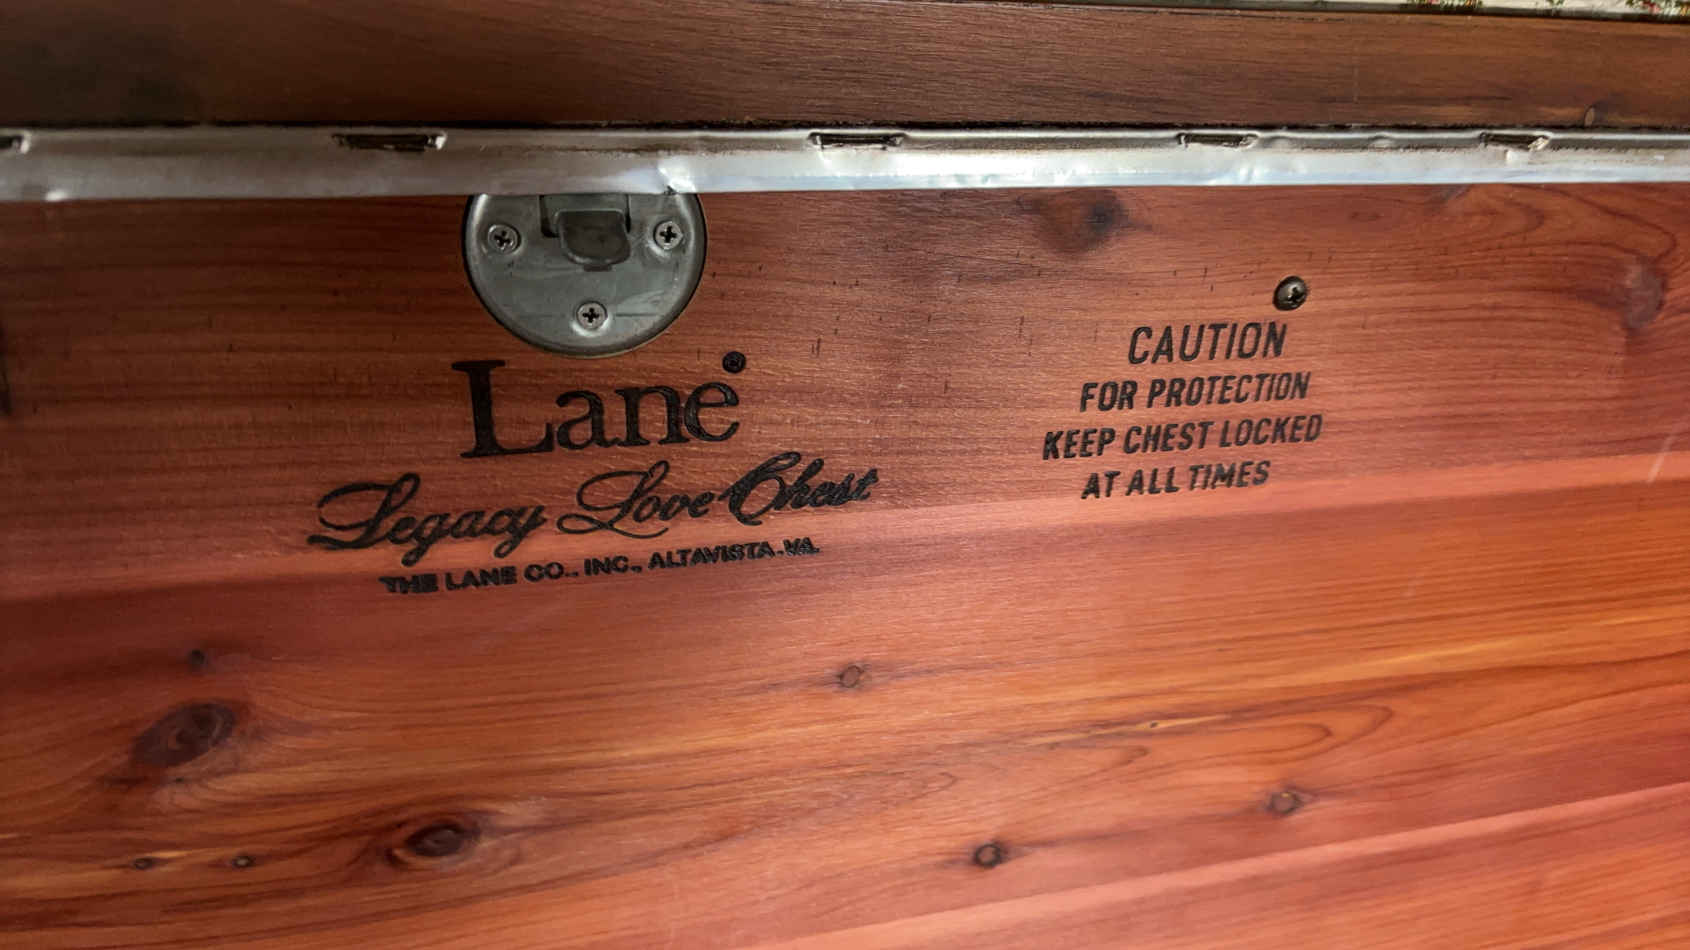 Lane
Legacy Love Chest
THE LANE CO., INC., ALTAVISTA, VA.
CAUTION
FOR PROTECTION
KEEP CHEST LOCKED
AT ALL TIMES